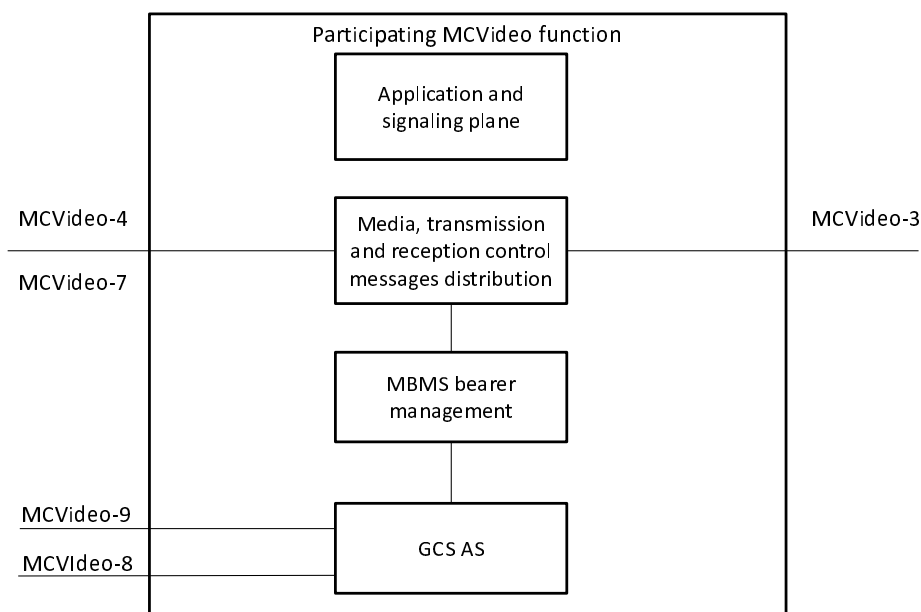 Participating MCVideo function
Application and
signaling plane
MCVideo-4
MCVideo-7
Media, transmission
and reception control
messages distribution
MCVideo-3
MBMS bearer
management
MCVideo-9
MCVIdeo-8
GCS AS